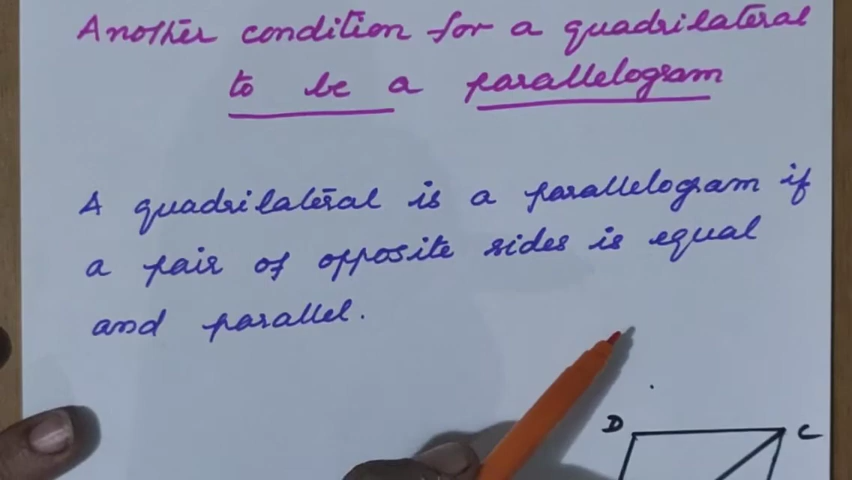 Another condition for a quadrilateral
to be a parallelogram
A quadrilateral is a parallelogram if
a pair of opposite sides is equal
and parallel.
D C